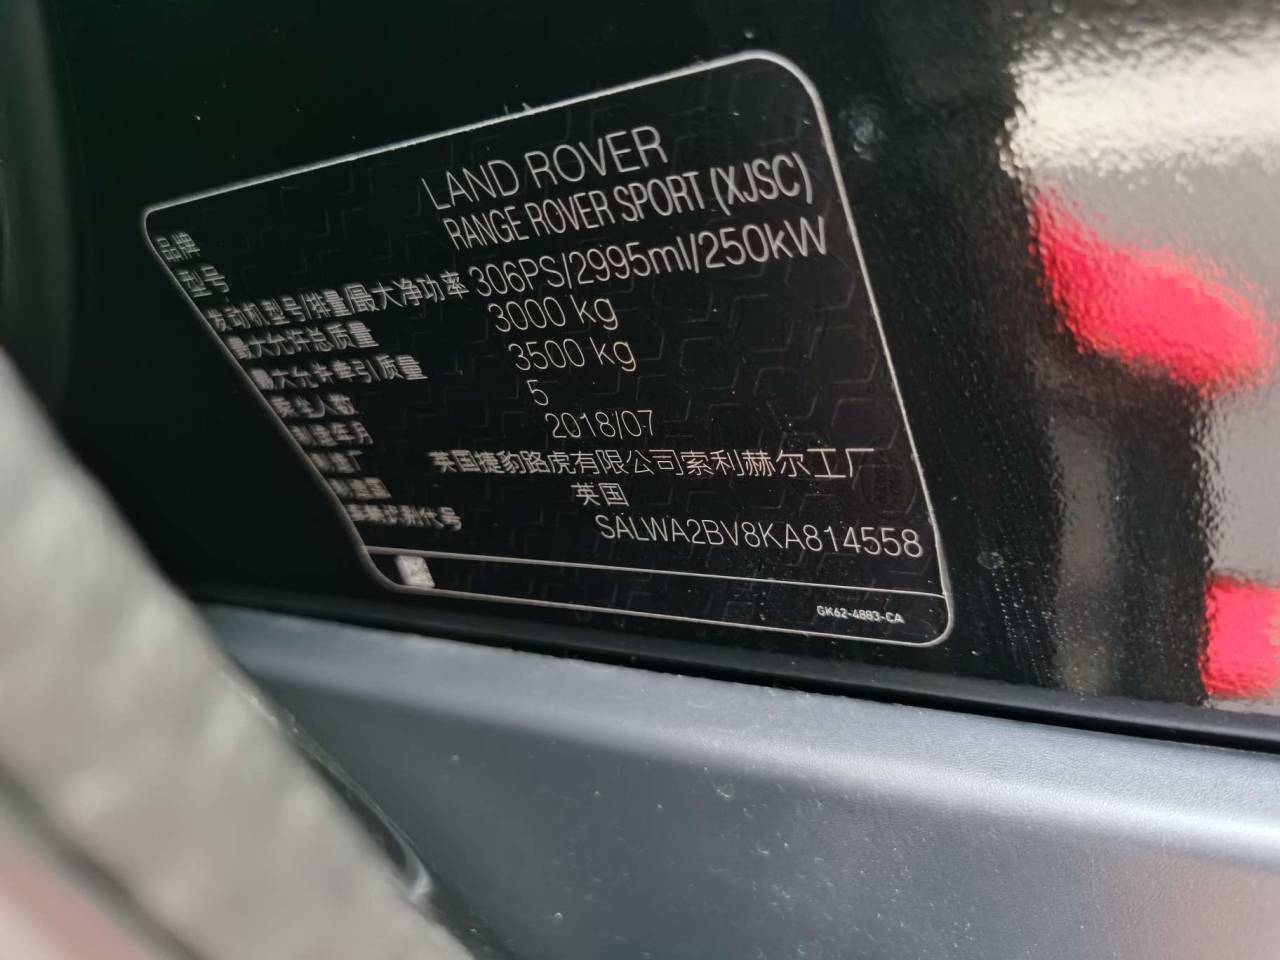 品牌 LAND ROVER
型号 RANGE ROVER SPORT (XJSC)
发动机型号/排量/最大净功率 306PS/2995ml/250kW
最大允许总质量 3000 kg
最大允许牵引质量 3500 kg
乘坐人数 5
制造年月 2018/07
制造厂 英国捷豹路虎有限公司索利赫尔工厂
制造国 英国
车辆识别代号 SALWA2BV8KA814558
GK62-4883-CA